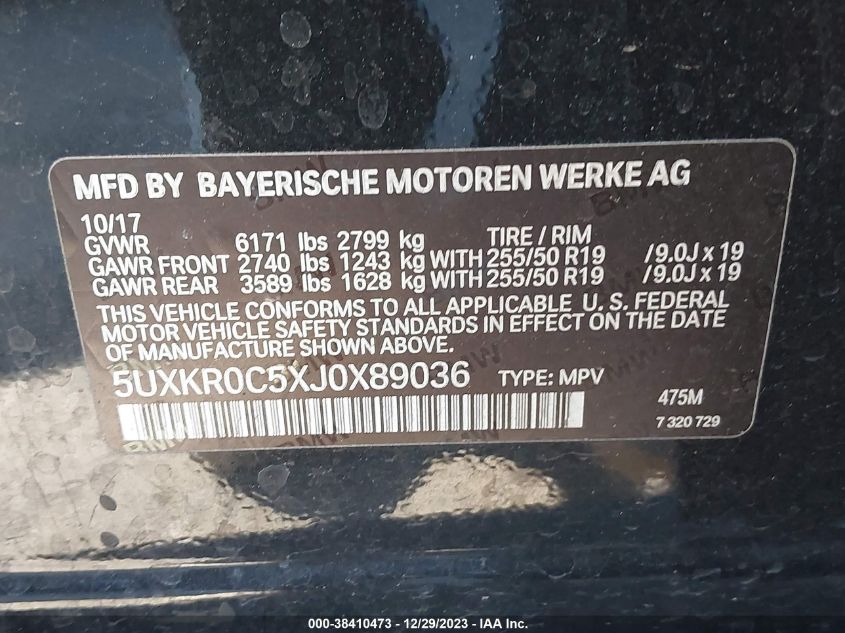 MFD BY BAYERISCHE MOTOREN WERKE AG
10/17 TIRE / RIM
GVWR 6171 lbs 2799 kg
GAWR FRONT 2740 lbs 1243 kg WITH 255/50 R19 /9.0J x 19
GAWR REAR 3589 lbs 1628 kg WITH 255/50 R19 /9.0J x 19
THIS VEHICLE CONFORMS TO ALL APPLICABLE U. S. FEDERAL
MOTOR VEHICLE SAFETY STANDARDS IN EFFECT ON THE DATE
OF MANUFACTURE SHOWN ABOVE.
5UXKR0C5XJ0X89036 TYPE: MPV
475M
7 320 729
000-38410473 - 12/29/2023 - IAA Inc.